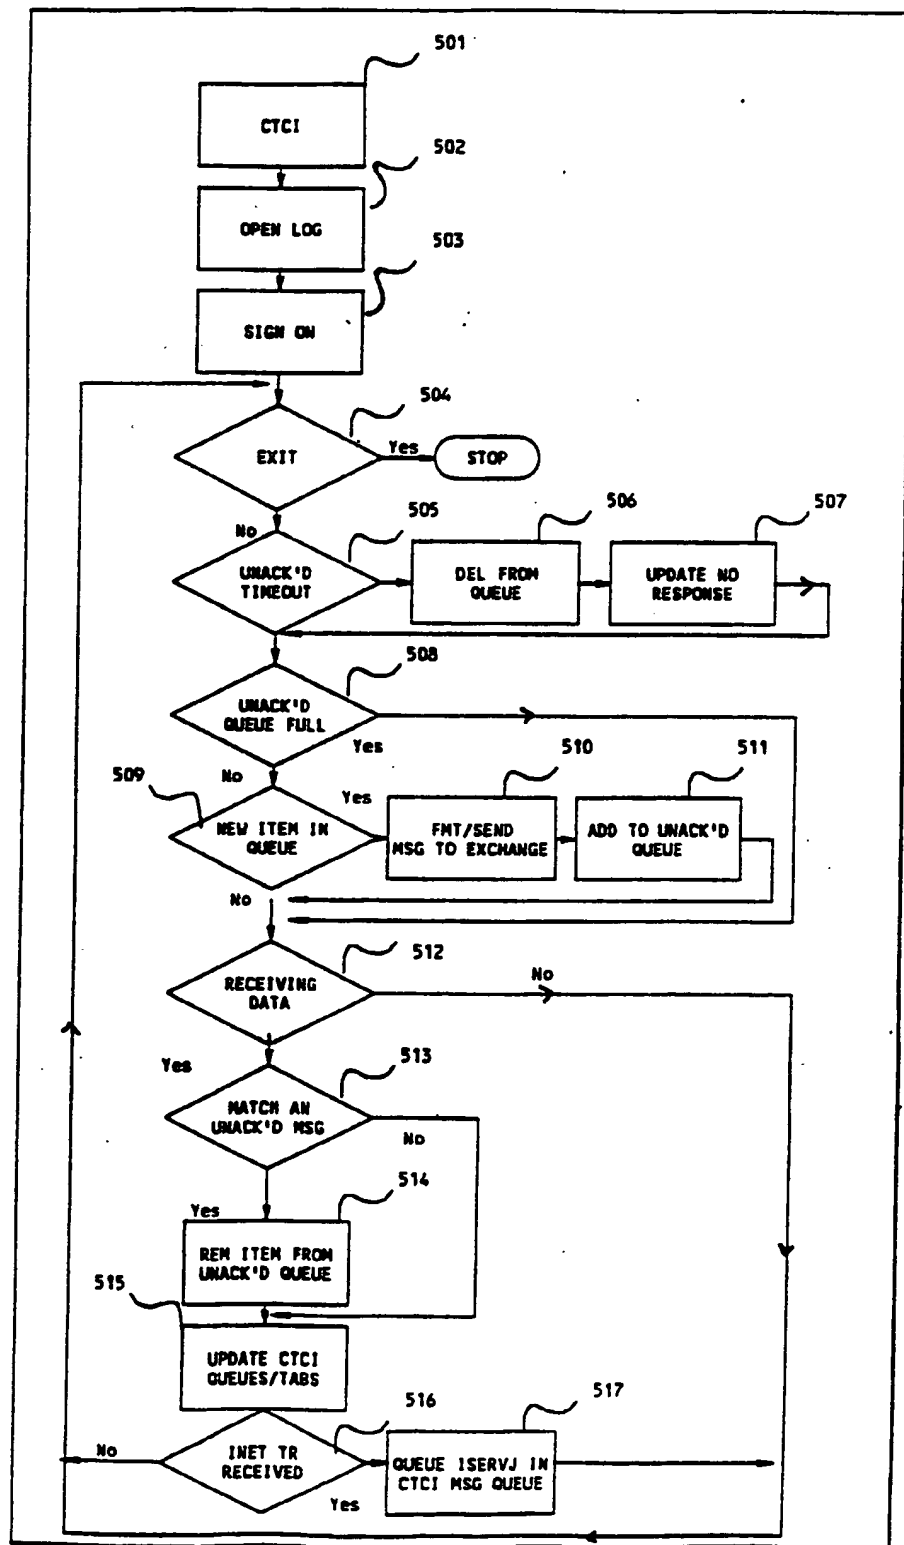 501
CTCI
502
OPEN LOG
503
SIGN ON
504
EXIT
Yes
STOP
No
505
506
507
UNACK'D
TIMEOUT
DEL FROM
QUEUE
UPDATE NO
RESPONSE
508
UNACK'D
QUEUE FULL
Yes
No
509
510
511
Yes
NEW ITEM IN
QUEUE
FMT/SEND
MSG TO EXCHANGE
ADD TO UNACK'D
QUEUE
No
512
RECEIVING
DATA
No
Yes
513
MATCH AN
UNACK'D MSG
No
514
Yes
REM ITEM FROM
UNACK'D QUEUE
515
UPDATE CTCI
QUEUES/TABS
516
517
No
INET TR
RECEIVED
Yes
QUEUE ISERVJ IN
CTCI MSG QUEUE